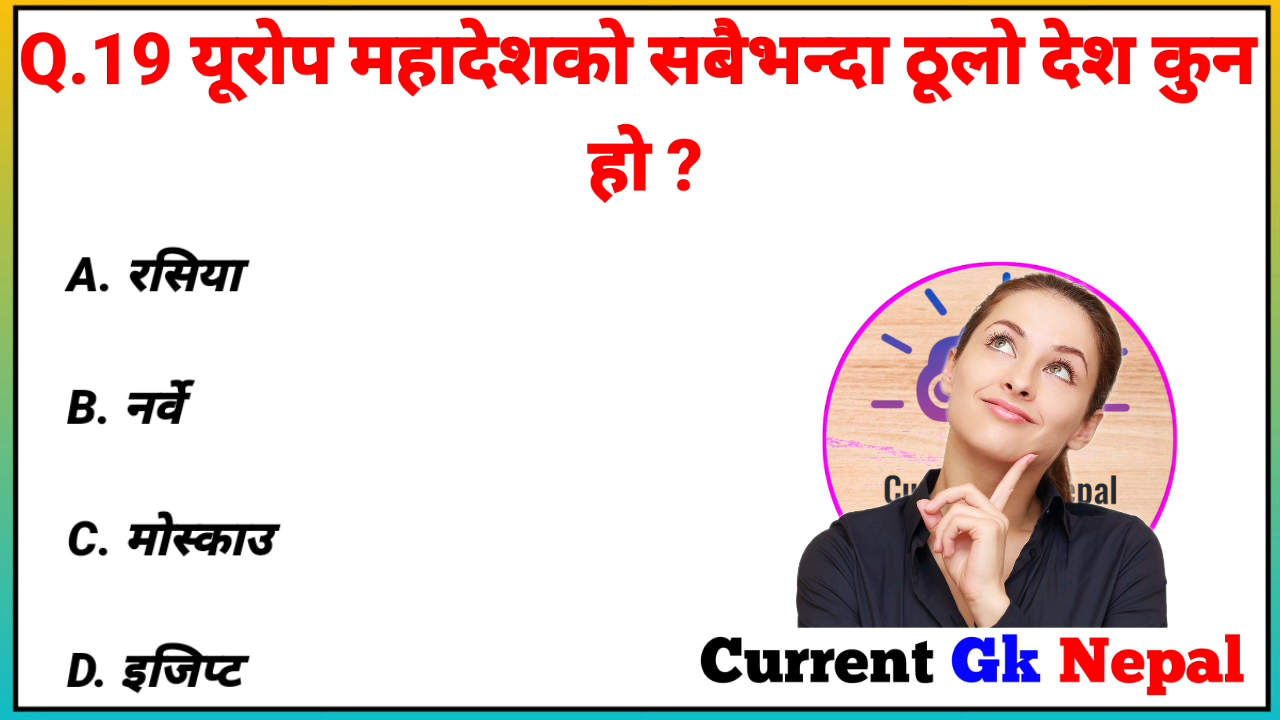 Q.19 यूरोप महादेशको सबैभन्दा ठूलो देश कुन
हो ?
A. रसिया
B. नर्वे
C. मोस्काउ
D. इजिप्ट
Current Gk Nepal